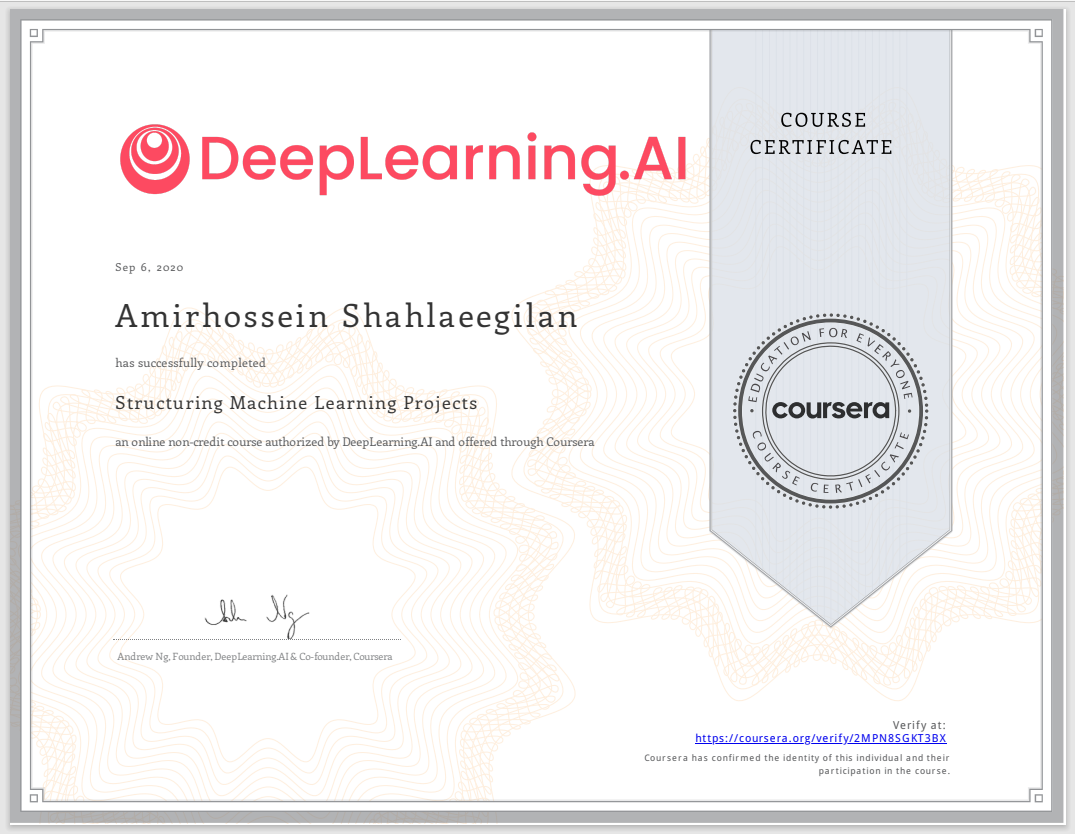 DeepLearning.AI
COURSE
CERTIFICATE
Sep 6, 2020
Amirhossein Shahlaeegilan
has successfully completed
Structuring Machine Learning Projects
an online non-credit course authorized by DeepLearning.AI and offered through Coursera
EDUCATION FOR EVERYONE
coursera
COURSE CERTIFICATE
Andrew Ng, Founder, DeepLearning.AI & Co-founder, Coursera
Verify at:
https://coursera.org/verify/2MPN8SGKT3BX
Coursera has confirmed the identity of this individual and their
participation in the course.